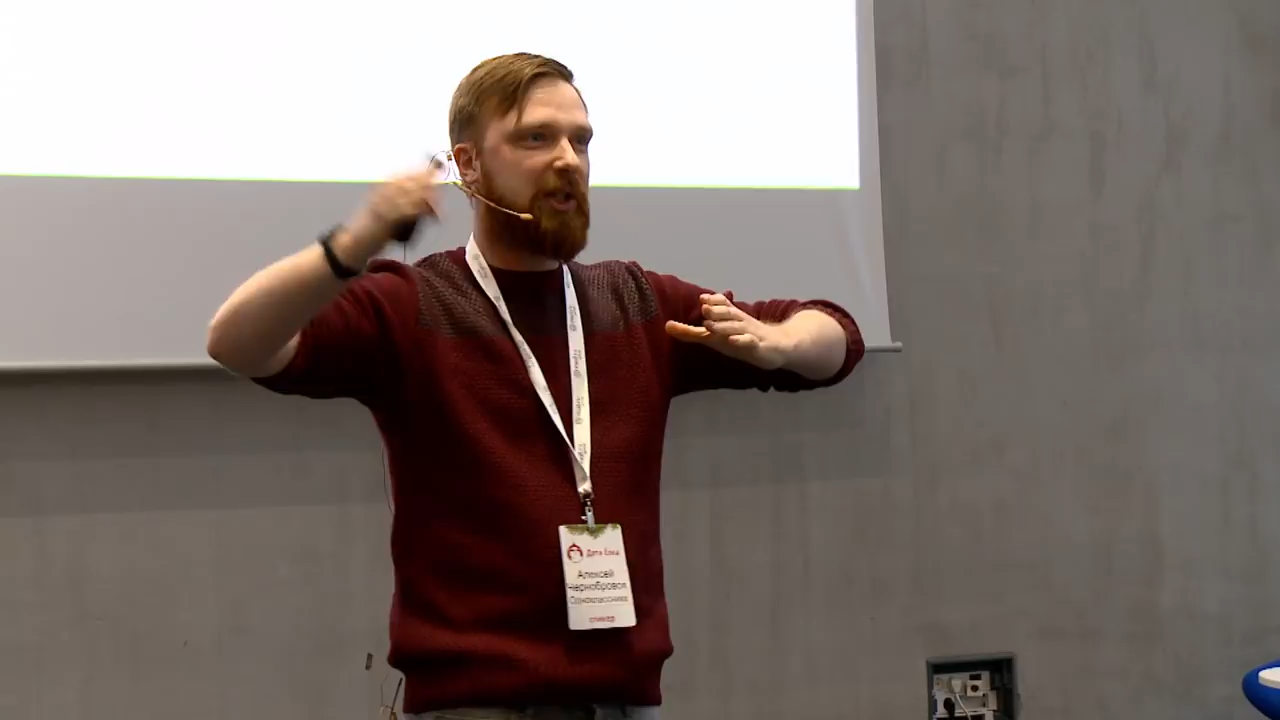 Дата Ёлка
Алексей
Чернобровов
Одноклассники
спикер